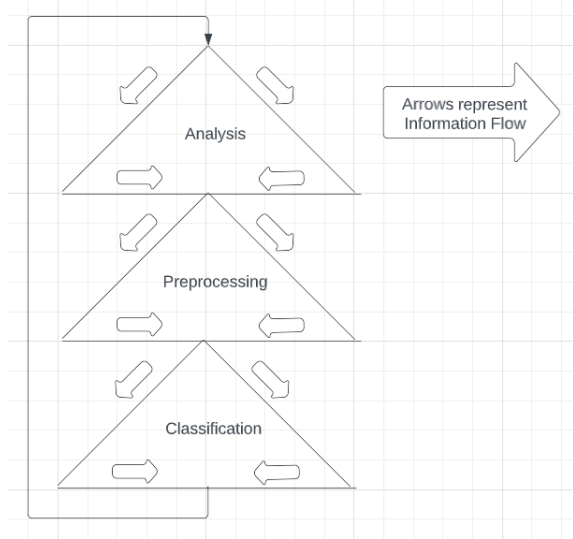 Analysis
Arrows represent
Information Flow
Preprocessing
Classification